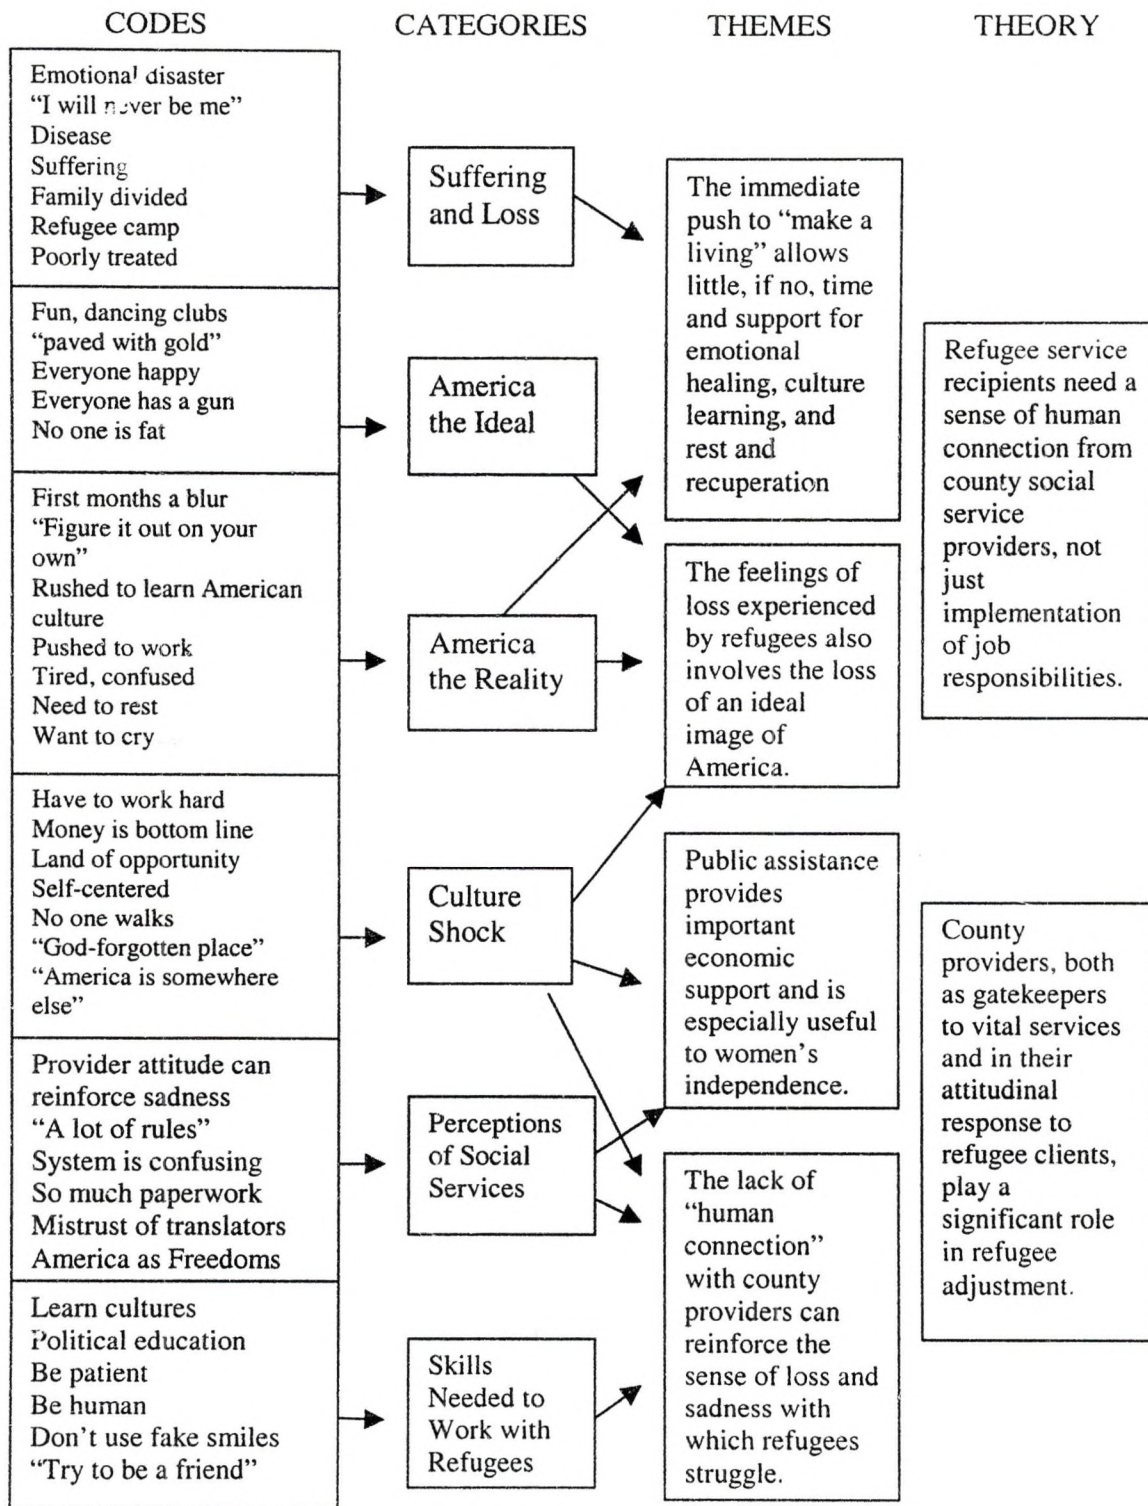 CODES
CATEGORIES
THEMES
THEORY
Emotional disaster
"I will never be me"
Disease
Suffering
Family divided
Refugee camp
Poorly treated
Fun, dancing clubs
"paved with gold"
Everyone happy
Everyone has a gun
No one is fat
First months a blur
"Figure it out on your
own"
Rushed to learn American
culture
Pushed to work
Tired, confused
Need to rest
Want to cry
Have to work hard
Money is bottom line
Land of opportunity
Self-centered
No one walks
"God-forgotten place"
"America is somewhere
else"
Provider attitude can
reinforce sadness
"A lot of rules"
System is confusing
So much paperwork
Mistrust of translators
America as Freedoms
Learn cultures
Political education
Be patient
Be human
Don't use fake smiles
"Try to be a friend"
Suffering
and Loss
America
the Ideal
America
the Reality
Culture
Shock
Perceptions
of Social
Services
Skills
Needed to
Work with
Refugees
The immediate
push to "make a
living" allows
little, if no, time
and support for
emotional
healing, culture
learning, and
rest and
recuperation
The feelings of
loss experienced
by refugees also
involves the loss
of an ideal
image of
America.
Public assistance
provides
important
economic
support and is
especially useful
to women's
independence.
The lack of
"human
connection"
with county
providers can
reinforce the
sense of loss and
sadness with
which refugees
struggle.
Refugee service
recipients need a
sense of human
connection from
county social
service
providers, not
just
implementation
of job
responsibilities.
County
providers, both
as gatekeepers
to vital services
and in their
attitudinal
response to
refugee clients,
play a
significant role
in refugee
adjustment.